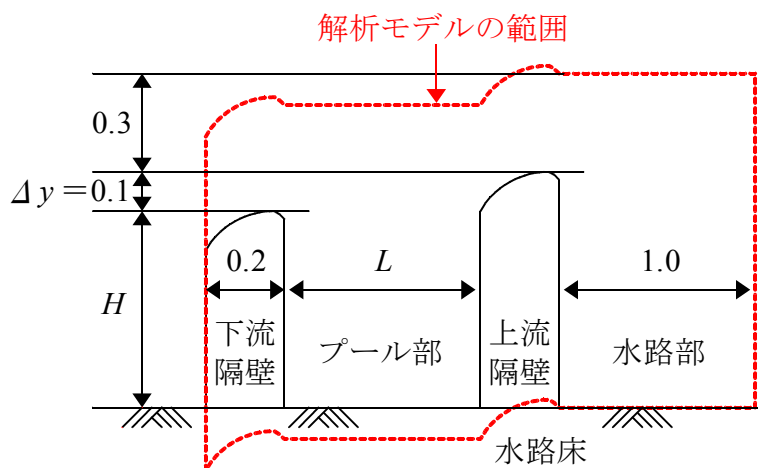 解析モデルの範囲
0.3
Δy＝0.1
H
0.2
L
1.0
下流
隔壁
プール部
上流
隔壁
水路部
水路床